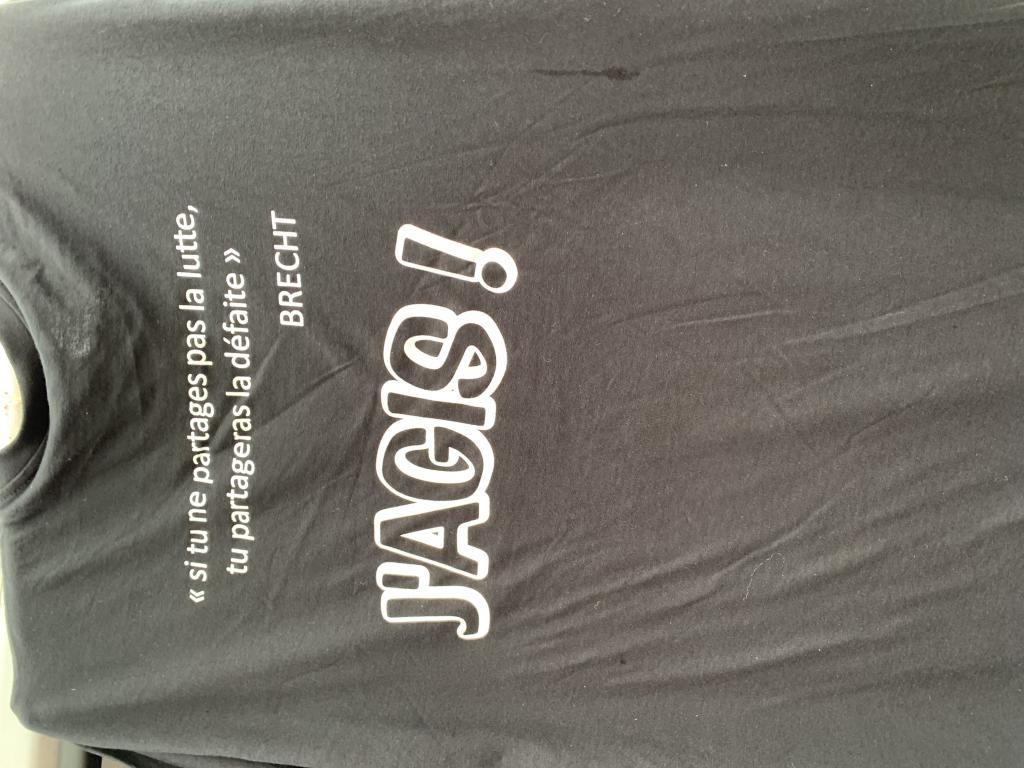 « si tu ne partages pas la lutte,
tu partageras la défaite »
BRECHT
J'AGIS !